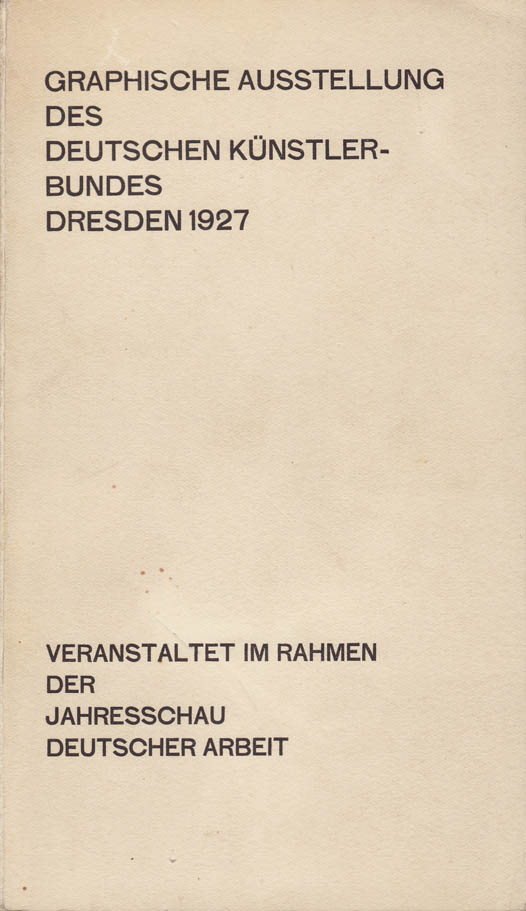 GRAPHISCHE AUSSTELLUNG
DES
DEUTSCHEN KÜNSTLER-
BUNDES
DRESDEN 1927
VERANSTALTET IM RAHMEN
DER
JAHRESSCHAU
DEUTSCHER ARBEIT